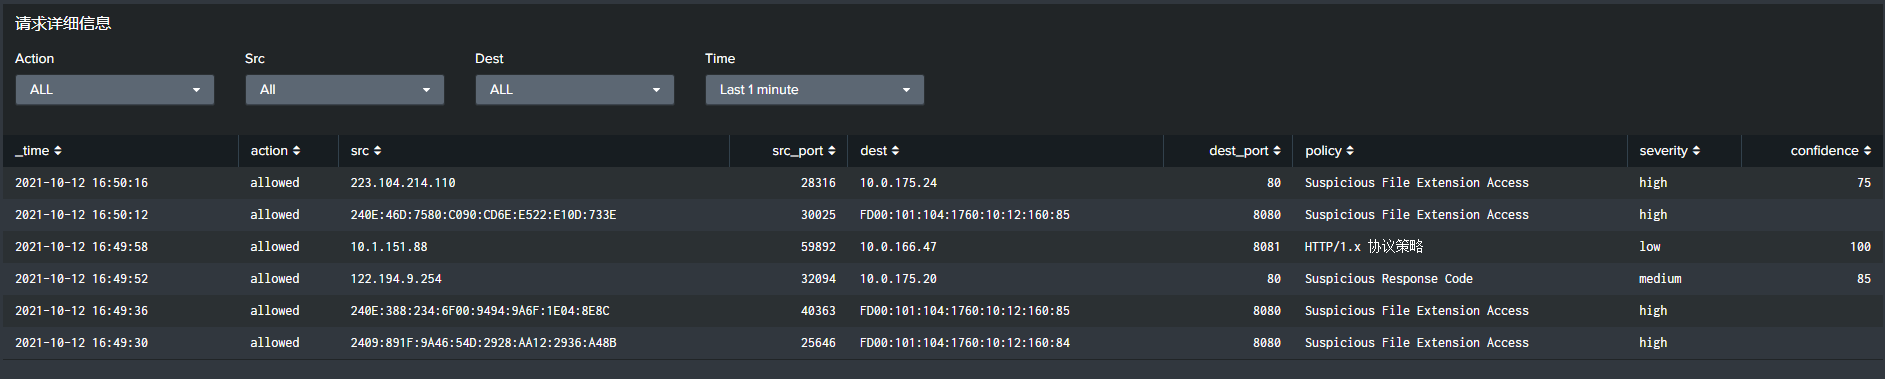 请求详细信息
Action Src Dest Time
ALL All ALL Last 1 minute
_time action src src_port dest dest_port policy severity confidence
2021-10-12 16:50:16 allowed 223.104.214.110 28316 10.0.175.24 80 Suspicious File Extension Access high 75
2021-10-12 16:50:12 allowed 240E:46D:7580:C090:CD6E:E522:E10D:733E 30025 FD00:101:104:1760:10:12:160:85 8080 Suspicious File Extension Access high
2021-10-12 16:49:58 allowed 10.1.151.88 59892 10.0.166.47 8081 HTTP/1.x 协议策略 low 100
2021-10-12 16:49:52 allowed 122.194.9.254 32094 10.0.175.20 80 Suspicious Response Code medium 85
2021-10-12 16:49:36 allowed 240E:388:234:6F00:9494:9A6F:1E04:8E8C 40363 FD00:101:104:1760:10:12:160:85 8080 Suspicious File Extension Access high
2021-10-12 16:49:30 allowed 2409:891F:9A46:54D:2928:AA12:2936:A48B 25646 FD00:101:104:1760:10:12:160:84 8080 Suspicious File Extension Access high